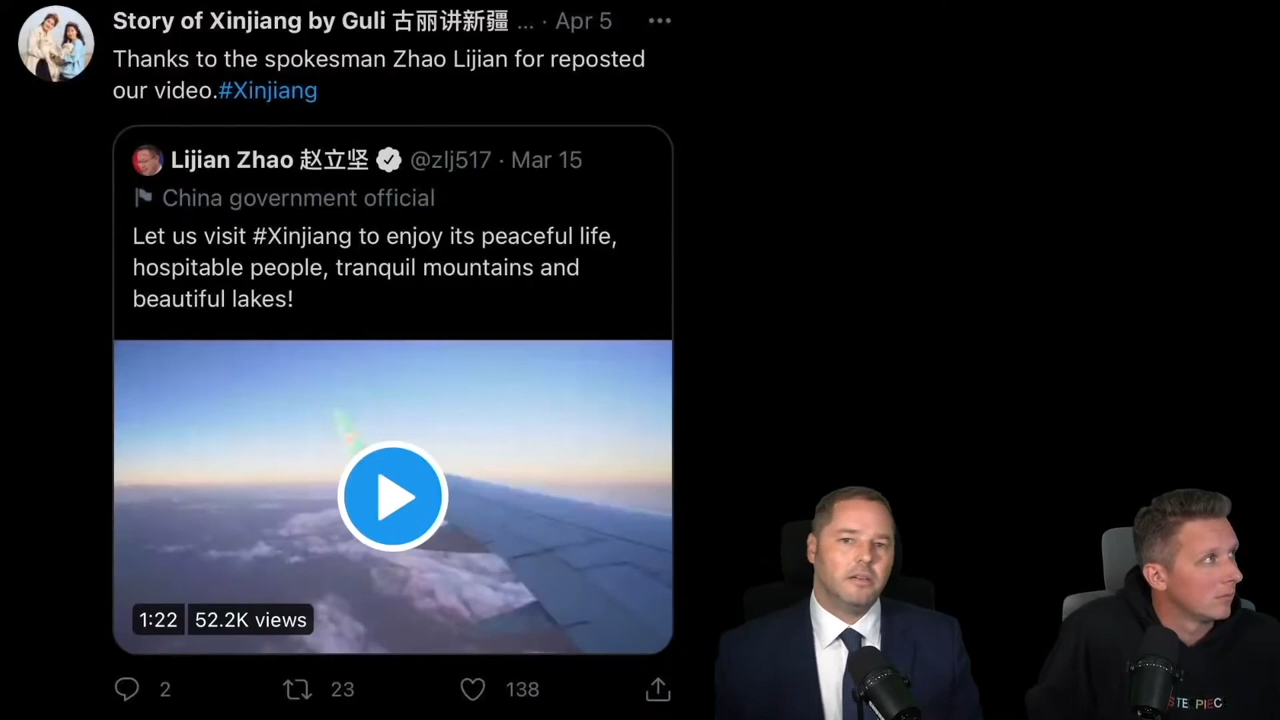 Story of Xinjiang by Guli 古丽讲新疆 ... · Apr 5
Thanks to the spokesman Zhao Lijian for reposted
our video.#Xinjiang
Lijian Zhao 赵立坚 @zlj517 · Mar 15
China government official
Let us visit #Xinjiang to enjoy its peaceful life,
hospitable people, tranquil mountains and
beautiful lakes!
1:22 52.2K views
2 23 138